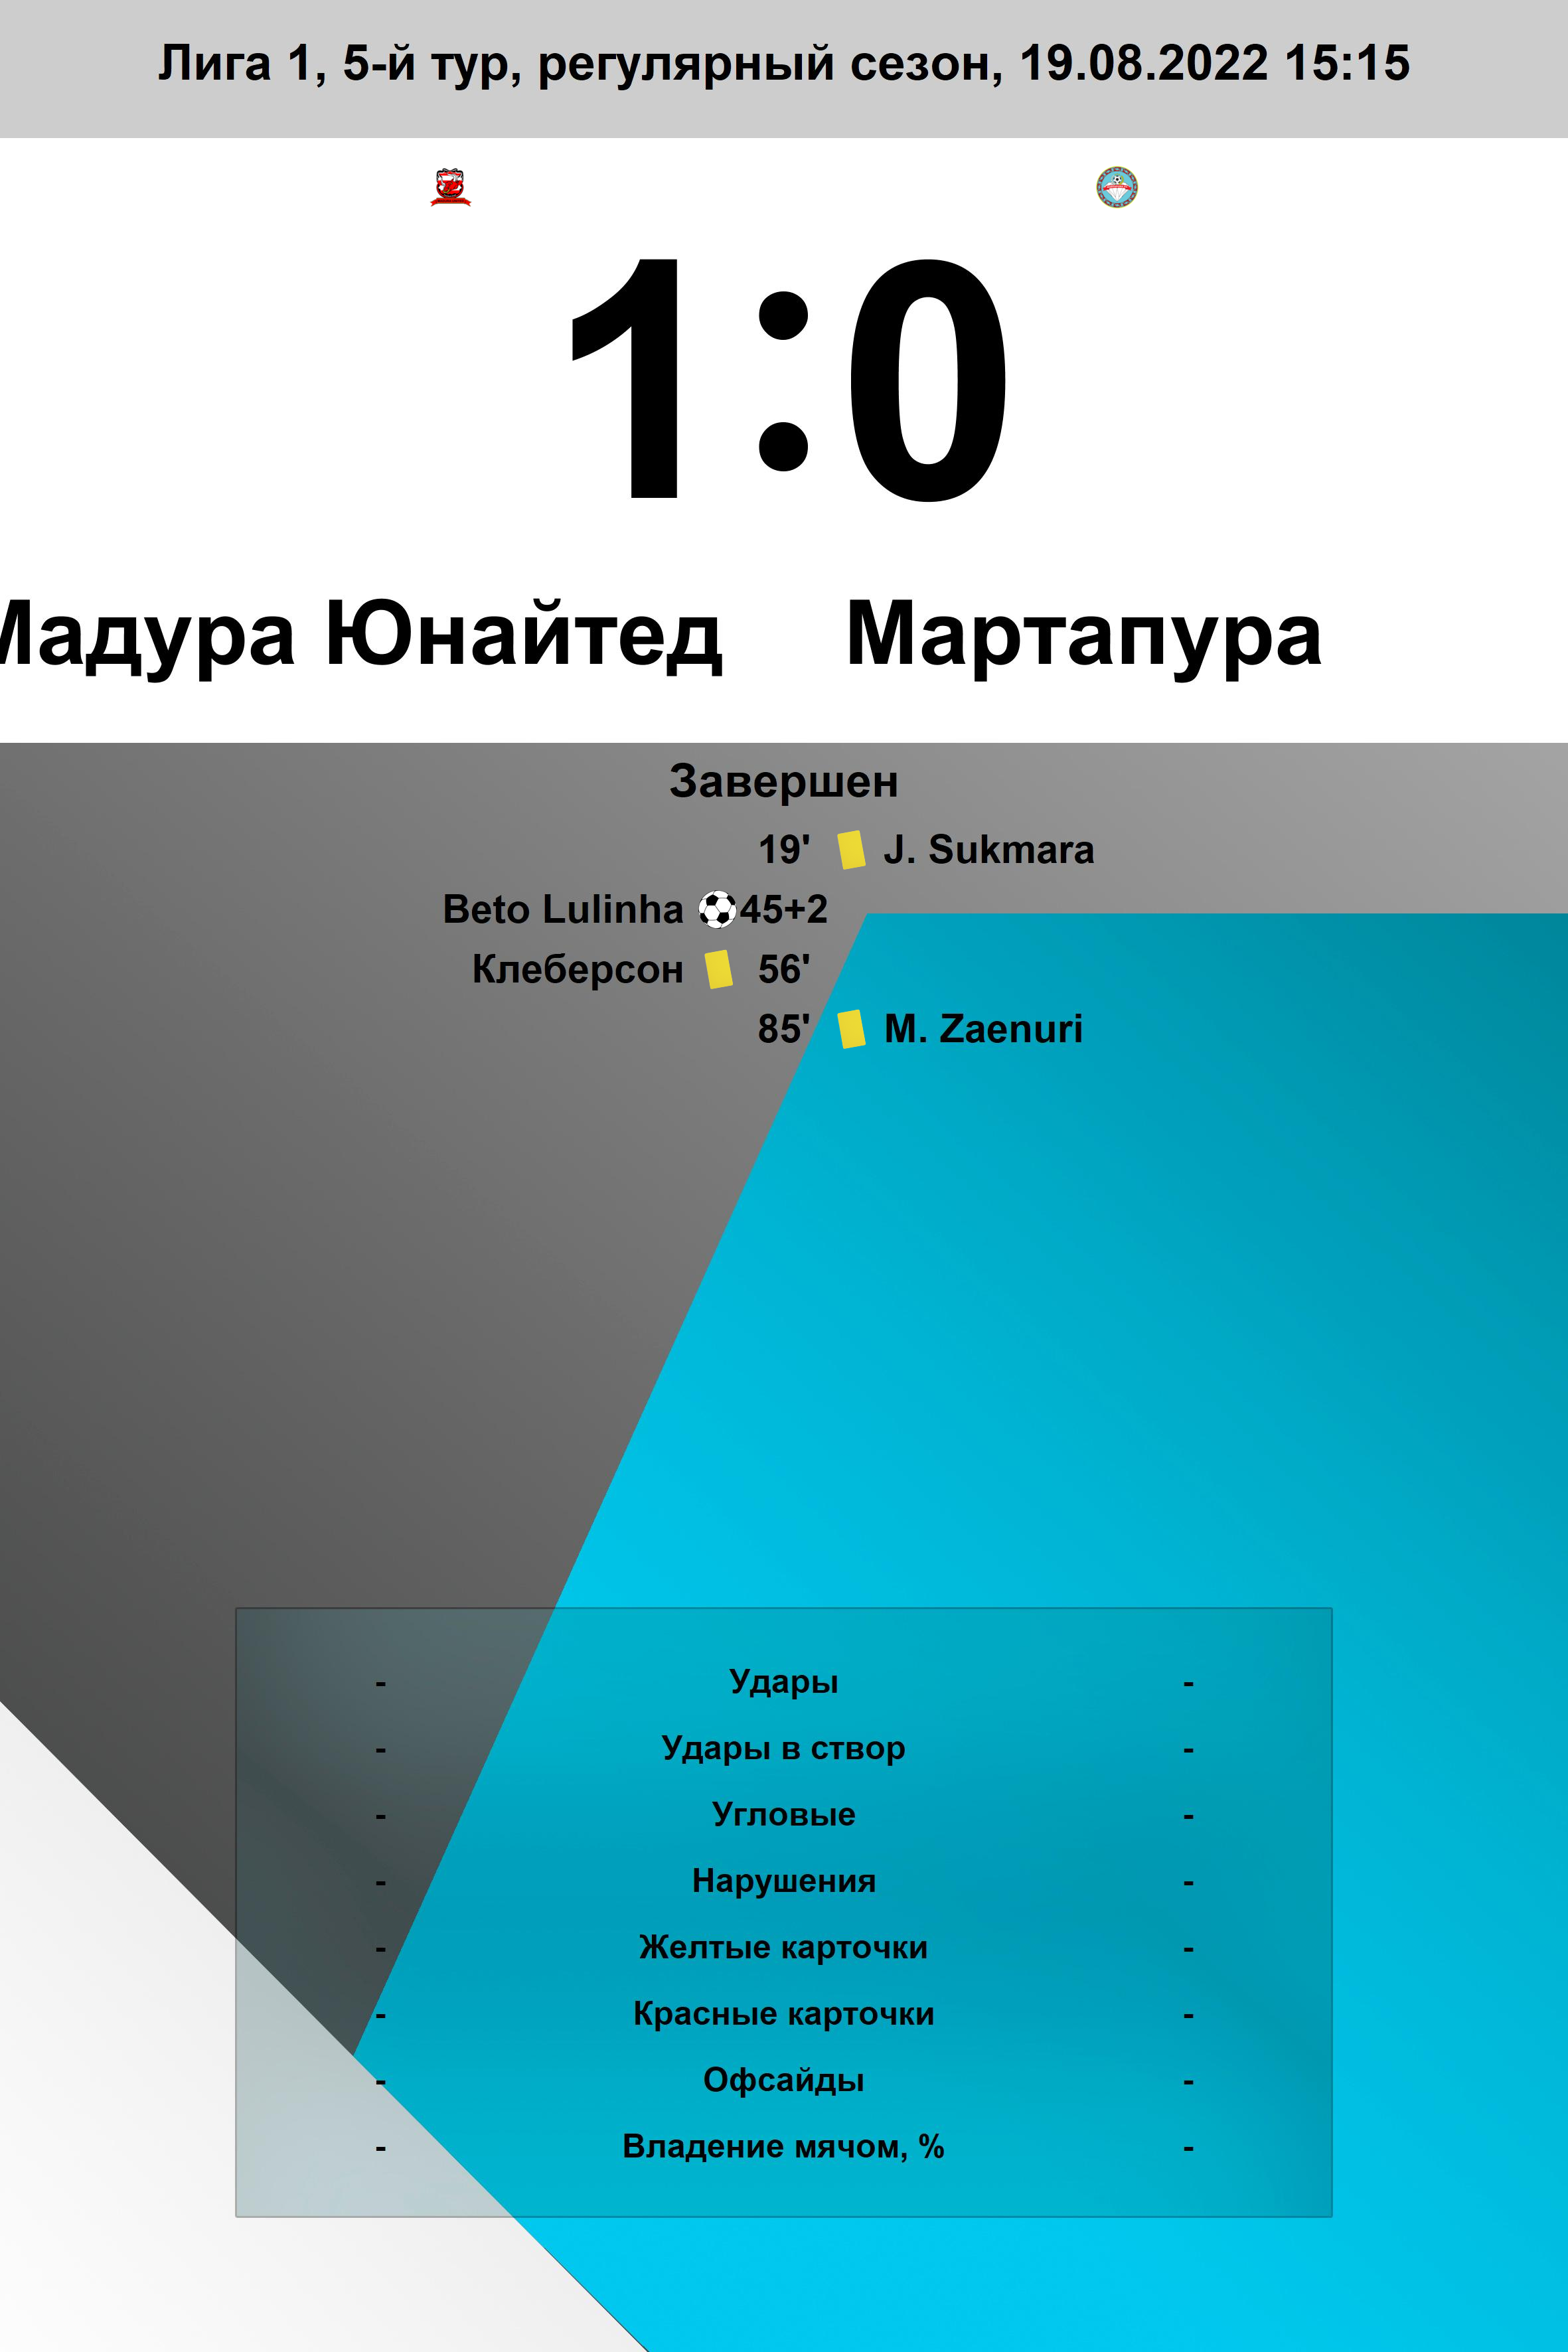 Лига 1, 5-й тур, регулярный сезон, 19.08.2022 15:15
1:0
Мадура Юнайтед Мартапура
Завершен
19' J. Sukmara
Beto Lulinha 45+2
Клеберсон 56'
85' M. Zaenuri
- Удары -
- Удары в створ -
- Угловые -
- Нарушения -
- Желтые карточки -
- Красные карточки -
- Офсайды -
- Владение мячом, % -